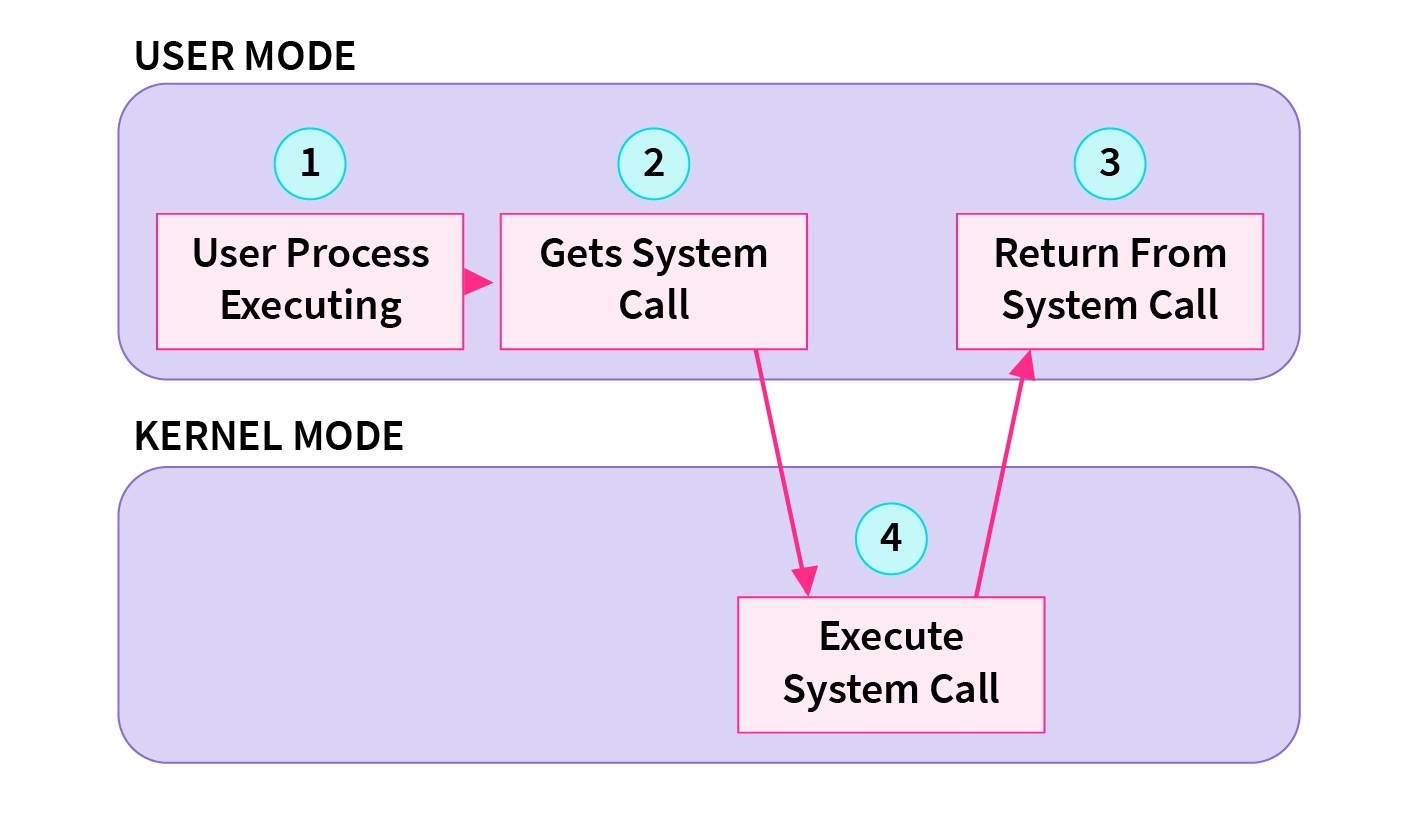 USER MODE
1
User Process
Executing
2
Gets System
Call
3
Return From
System Call
KERNEL MODE
4
Execute
System Call